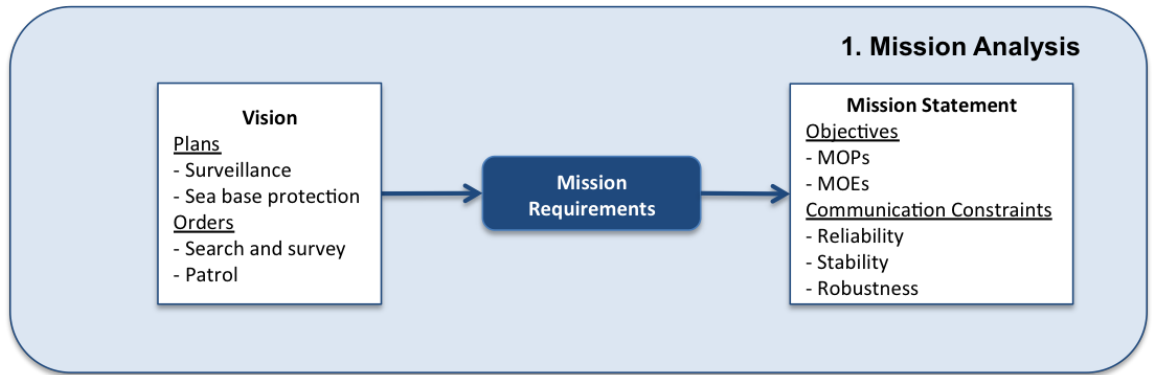 1. Mission Analysis
Vision
Plans
- Surveillance
- Sea base protection
Orders
- Search and survey
- Patrol
Mission
Requirements
Mission Statement
Objectives
- MOPs
- MOEs
Communication Constraints
- Reliability
- Stability
- Robustness